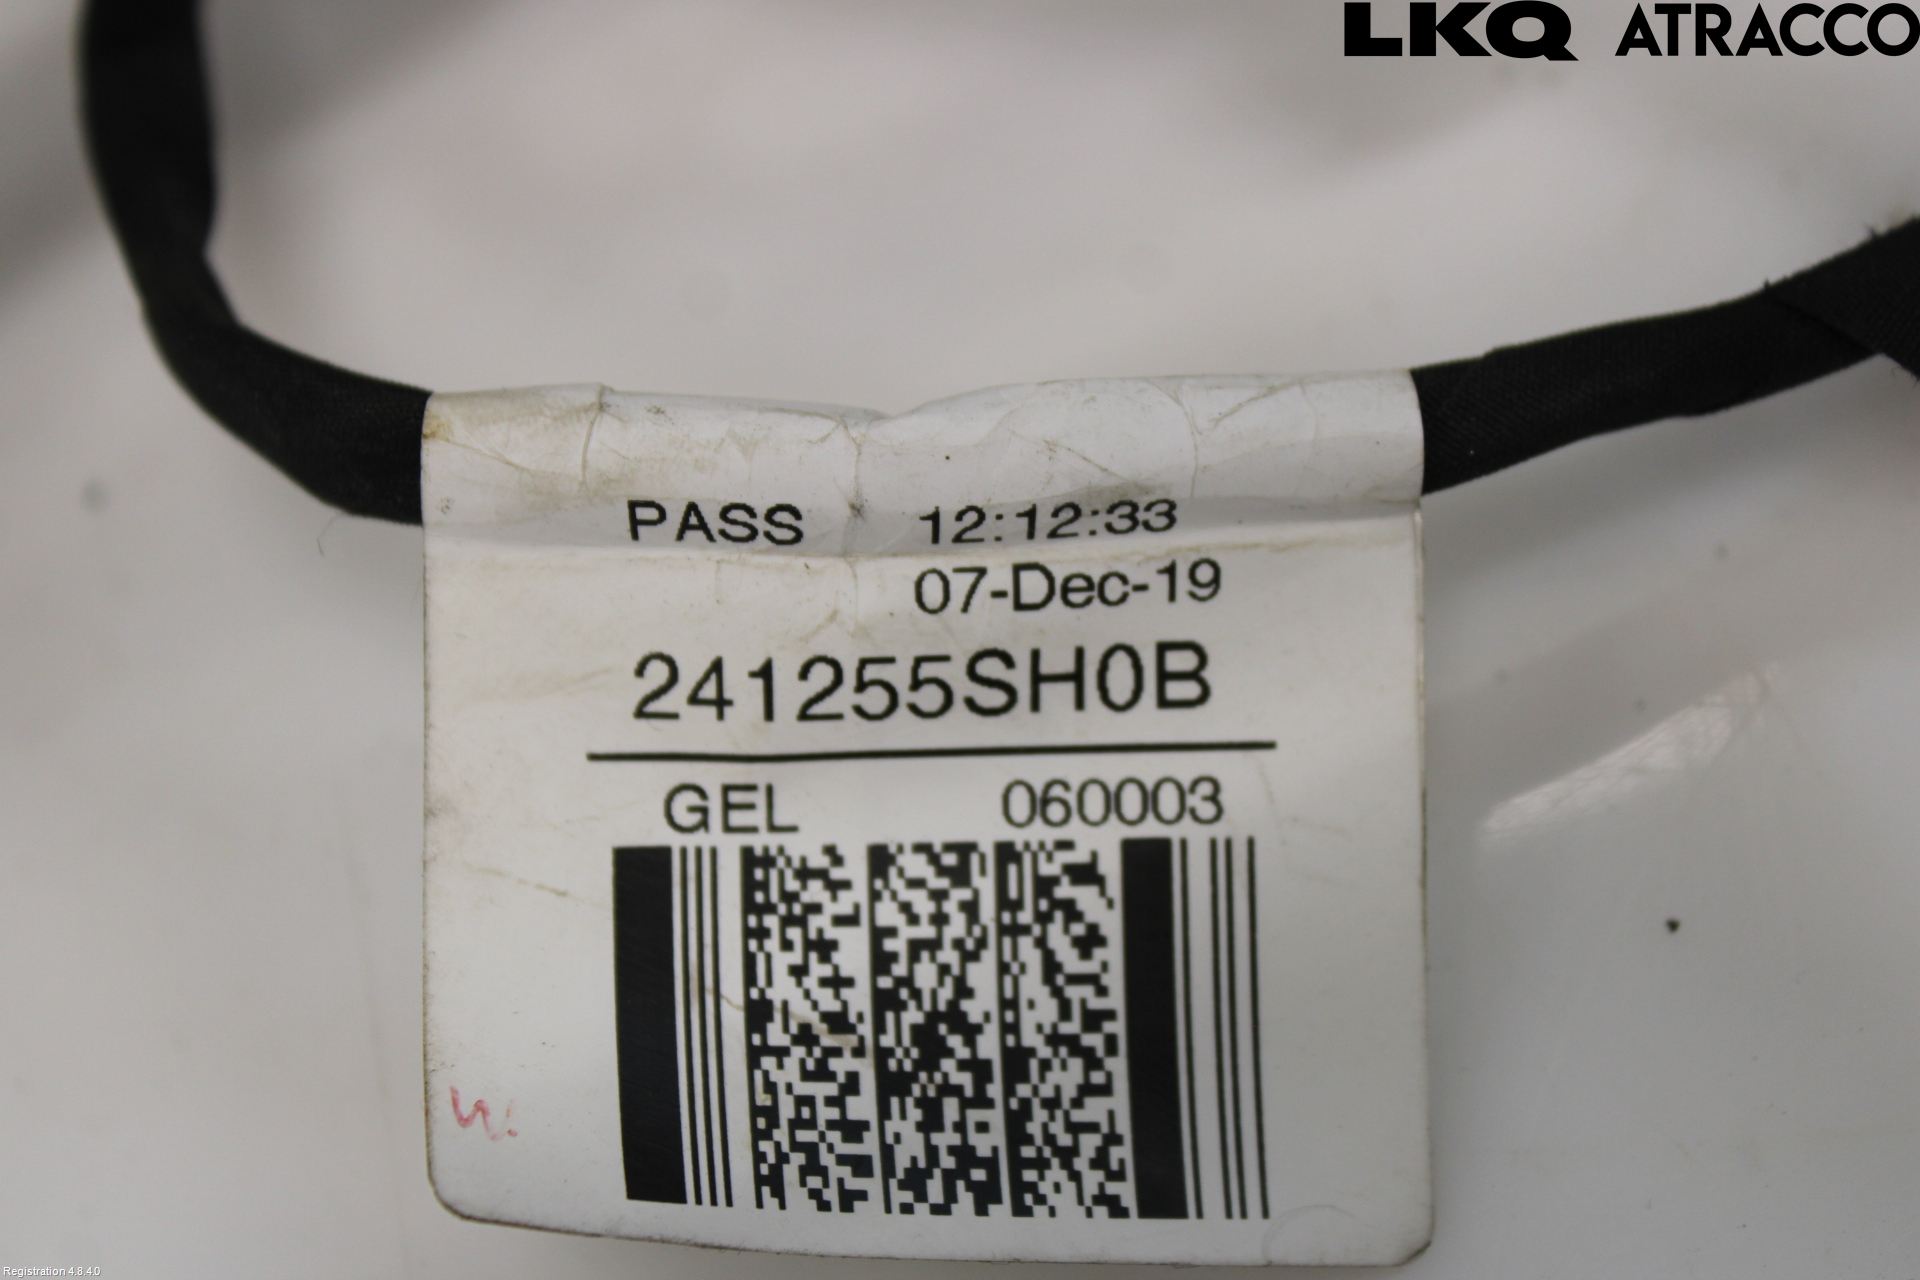 LKQ ATRACCO
PASS 12:12:33
07-Dec-19
241255SH0B
GEL 060003
Registration 4.8.4.0